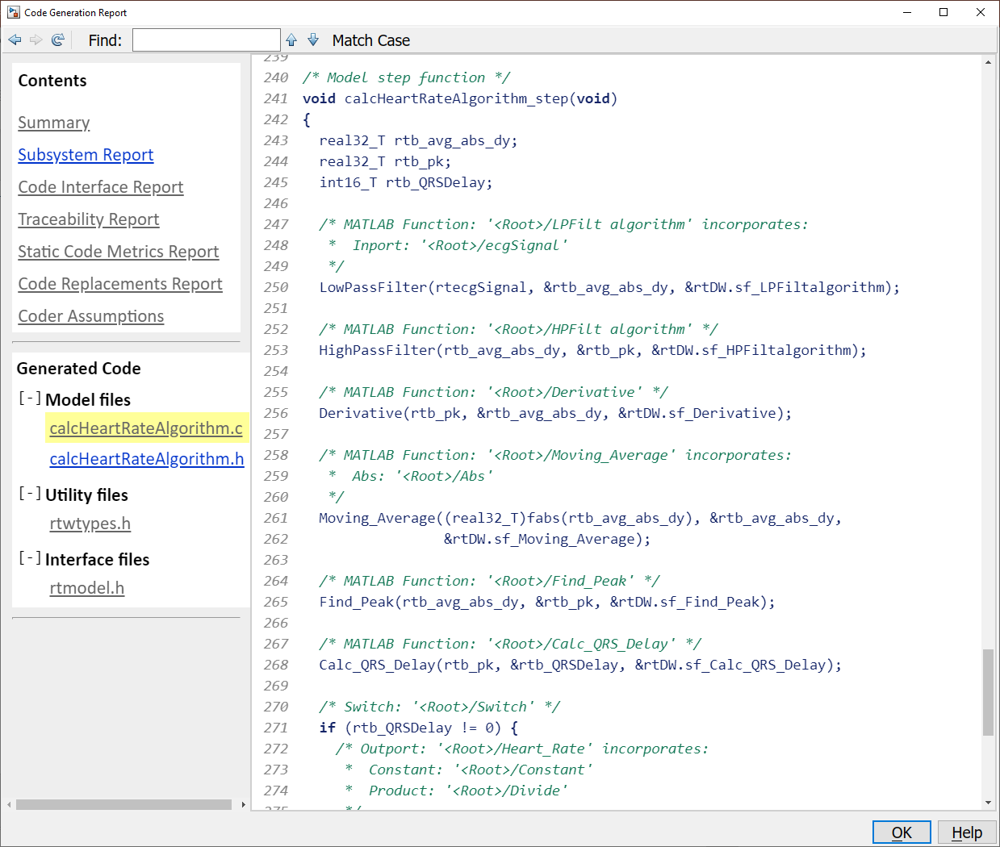 Code Generation Report
Find:
Match Case
Contents
Summary
Subsystem Report
Code Interface Report
Traceability Report
Static Code Metrics Report
Code Replacements Report
Coder Assumptions
Generated Code
[-] Model files
calcHeartRateAlgorithm.c
calcHeartRateAlgorithm.h
[-] Utility files
rtwtypes.h
[-] Interface files
rtmodel.h
239
240 /* Model step function */
241 void calcHeartRateAlgorithm_step(void)
242 {
243 real32_T rtb_avg_abs_dy;
244 real32_T rtb_pk;
245 int16_T rtb_QRSDelay;
246
247 /* MATLAB Function: '<Root>/LPFilt algorithm' incorporates:
248 * Inport: '<Root>/ecgSignal'
249 */
250 LowPassFilter(rtecgSignal, &rtb_avg_abs_dy, &rtDW.sf_LPFiltalgorithm);
251
252 /* MATLAB Function: '<Root>/HPFilt algorithm' */
253 HighPassFilter(rtb_avg_abs_dy, &rtb_pk, &rtDW.sf_HPFiltalgorithm);
254
255 /* MATLAB Function: '<Root>/Derivative' */
256 Derivative(rtb_pk, &rtb_avg_abs_dy, &rtDW.sf_Derivative);
257
258 /* MATLAB Function: '<Root>/Moving_Average' incorporates:
259 * Abs: '<Root>/Abs'
260 */
261 Moving_Average((real32_T)fabs(rtb_avg_abs_dy), &rtb_avg_abs_dy,
262 &rtDW.sf_Moving_Average);
263
264 /* MATLAB Function: '<Root>/Find_Peak' */
265 Find_Peak(rtb_avg_abs_dy, &rtb_pk, &rtDW.sf_Find_Peak);
266
267 /* MATLAB Function: '<Root>/Calc_QRS_Delay' */
268 Calc_QRS_Delay(rtb_pk, &rtb_QRSDelay, &rtDW.sf_Calc_QRS_Delay);
269
270 /* Switch: '<Root>/Switch' */
271 if (rtb_QRSDelay != 0) {
272 /* Outport: '<Root>/Heart_Rate' incorporates:
273 * Constant: '<Root>/Constant'
274 * Product: '<Root>/Divide'
275 */
OK
Help